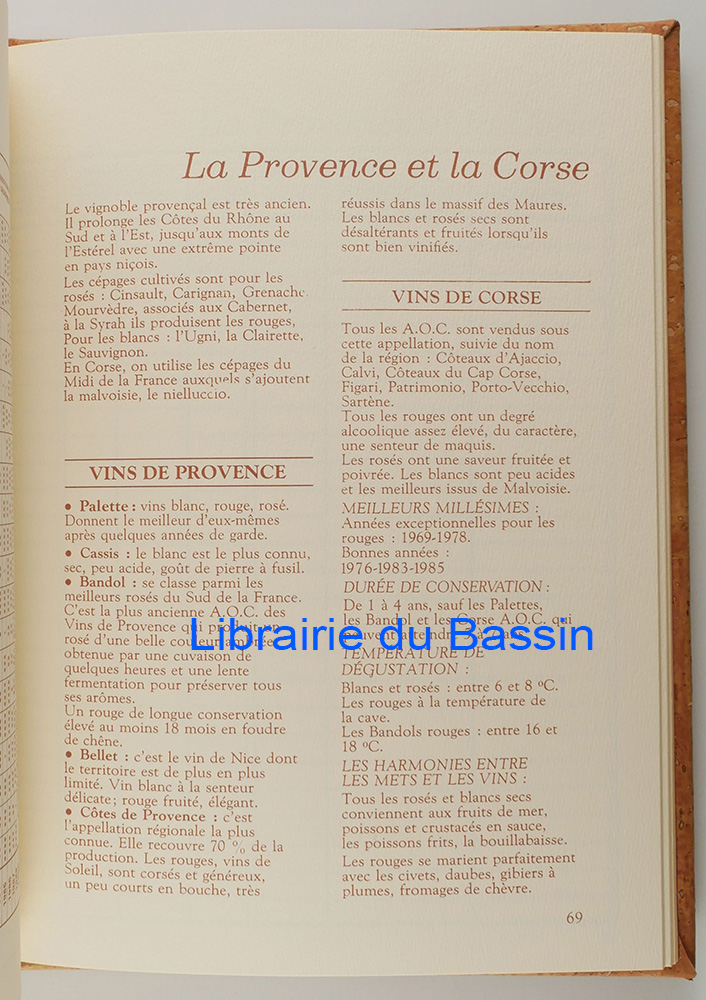 La Provence et la Corse
Le vignoble provençal est très ancien.
Il prolonge les Côtes du Rhône au
Sud et à l'Est, jusqu'aux monts de
l'Estérel avec une extrême pointe
en pays niçois.
Les cépages cultivés sont pour les
rosés : Cinsault, Carignan, Grenache
Mourvèdre, associés aux Cabernet,
à la Syrah ils produisent les rouges,
Pour les blancs : l'Ugni, la Clairette,
le Sauvignon.
En Corse, on utilise les cépages du
Midi de la France auxquels s'ajoutent
la malvoisie, le nielluccio.
VINS DE PROVENCE
• Palette : vins blanc, rouge, rosé.
Donnent le meilleur d'eux-mêmes
après quelques années de garde.
• Cassis : le blanc est le plus connu,
sec, peu acide, goût de pierre à fusil.
• Bandol : se classe parmi les
meilleurs rosés du Sud de la France.
C'est la plus ancienne A.O.C. des
Vins de Provence qui produit un
rosé d'une belle couleur ambrée
obtenue par une cuvaison de
quelques heures et une lente
fermentation pour préserver tous
ses arômes.
Un rouge de longue conservation
élevé au moins 18 mois en foudre
de chêne.
• Bellet : c'est le vin de Nice dont
le territoire est de plus en plus
limité. Vin blanc à la senteur
délicate ; rouge fruité, élégant.
• Côtes de Provence : c'est
l'appellation régionale la plus
connue. Elle recouvre 70 % de la
production. Les rouges, vins de
Soleil, sont corsés et généreux,
un peu courts en bouche, très
réussis dans le massif des Maures.
Les blancs et rosés secs sont
désaltérants et fruités lorsqu'ils
sont bien vinifiés.
VINS DE CORSE
Tous les A.O.C. sont vendus sous
cette appellation, suivie du nom
de la région : Côteaux d'Ajaccio,
Calvi, Côteaux du Cap Corse,
Figari, Patrimonio, Porto-Vecchio,
Sartène.
Tous les rouges ont un degré
alcoolique assez élevé, du caractère,
une senteur de maquis.
Les rosés ont une saveur fruitée et
poivrée. Les blancs sont peu acides
et les meilleurs issus de Malvoisie.
MEILLEURS MILLÉSIMES :
Années exceptionnelles pour les
rouges : 1969-1978.
Bonnes années :
1976-1983-1985
DURÉE DE CONSERVATION :
De 1 à 4 ans, sauf les Palettes,
les Bandol et les Corse A.O.C. qui
peuvent atteindre
TEMPÉRATURE DE
DÉGUSTATION :
Blancs et rosés : entre 6 et 8 °C.
Les rouges à la température de
la cave.
Les Bandols rouges : entre 16 et
18 °C.
LES HARMONIES ENTRE
LES METS ET LES VINS :
Tous les rosés et blancs secs
conviennent aux fruits de mer,
poissons et crustacés en sauce,
les poissons frits, la bouillabaisse.
Les rouges se marient parfaitement
avec les civets, daubes, gibiers à
plumes, fromages de chèvre.
69
Librairie du Bassin